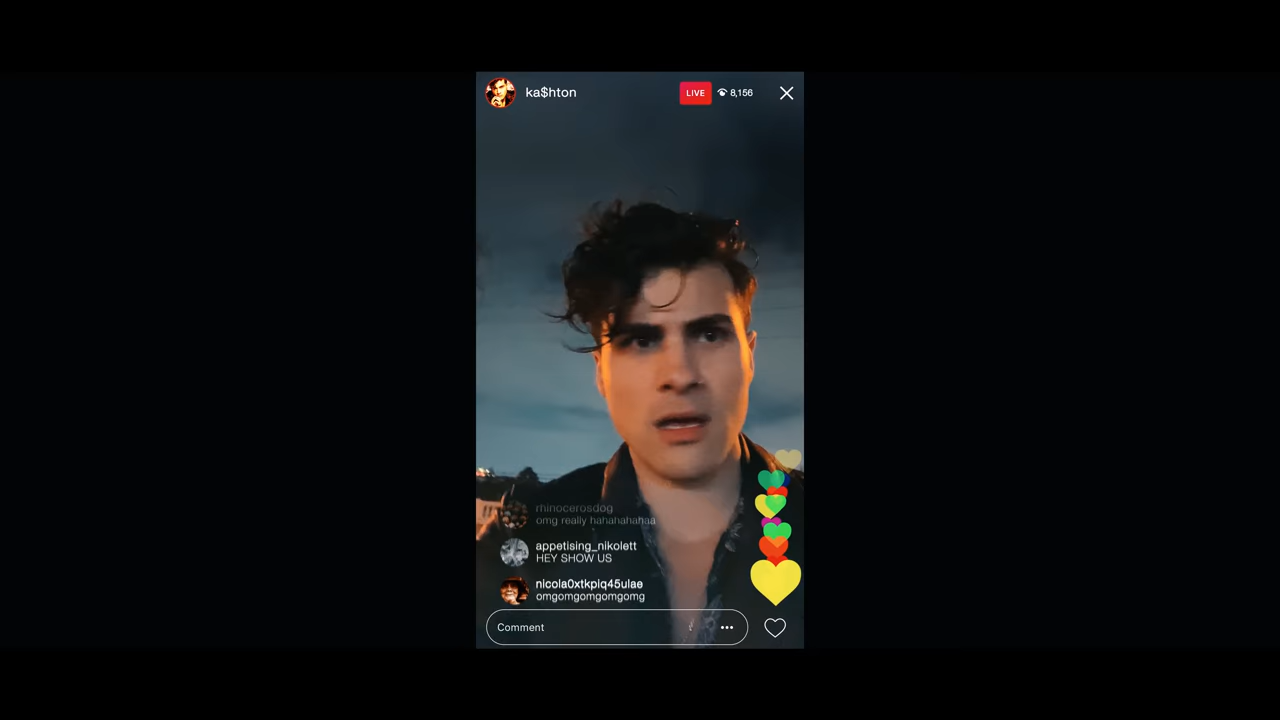 ka$hton
LIVE
8,156
rhinocerosdog
omg really hahahahahaa
appetising_nikolett
HEY SHOW US
nicola0xtkpiq45ulae
omgomgomgomgomg
Comment